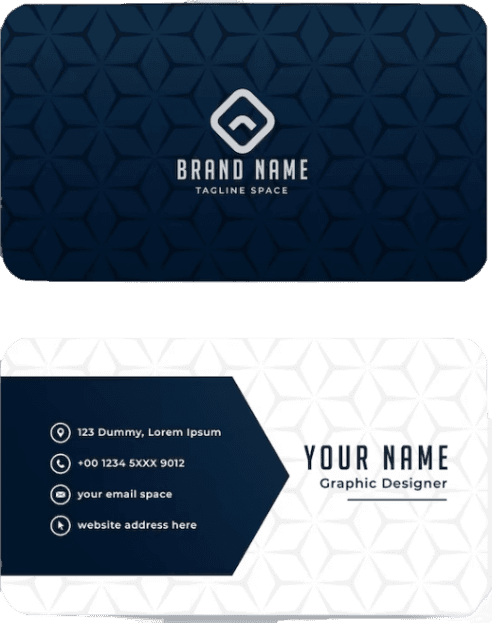 BRAND NAME
TAGLINE SPACE
123 Dummy, Lorem Ipsum
+00 1234 5XXX 9012
your email space
website address here
YOUR NAME
Graphic Designer